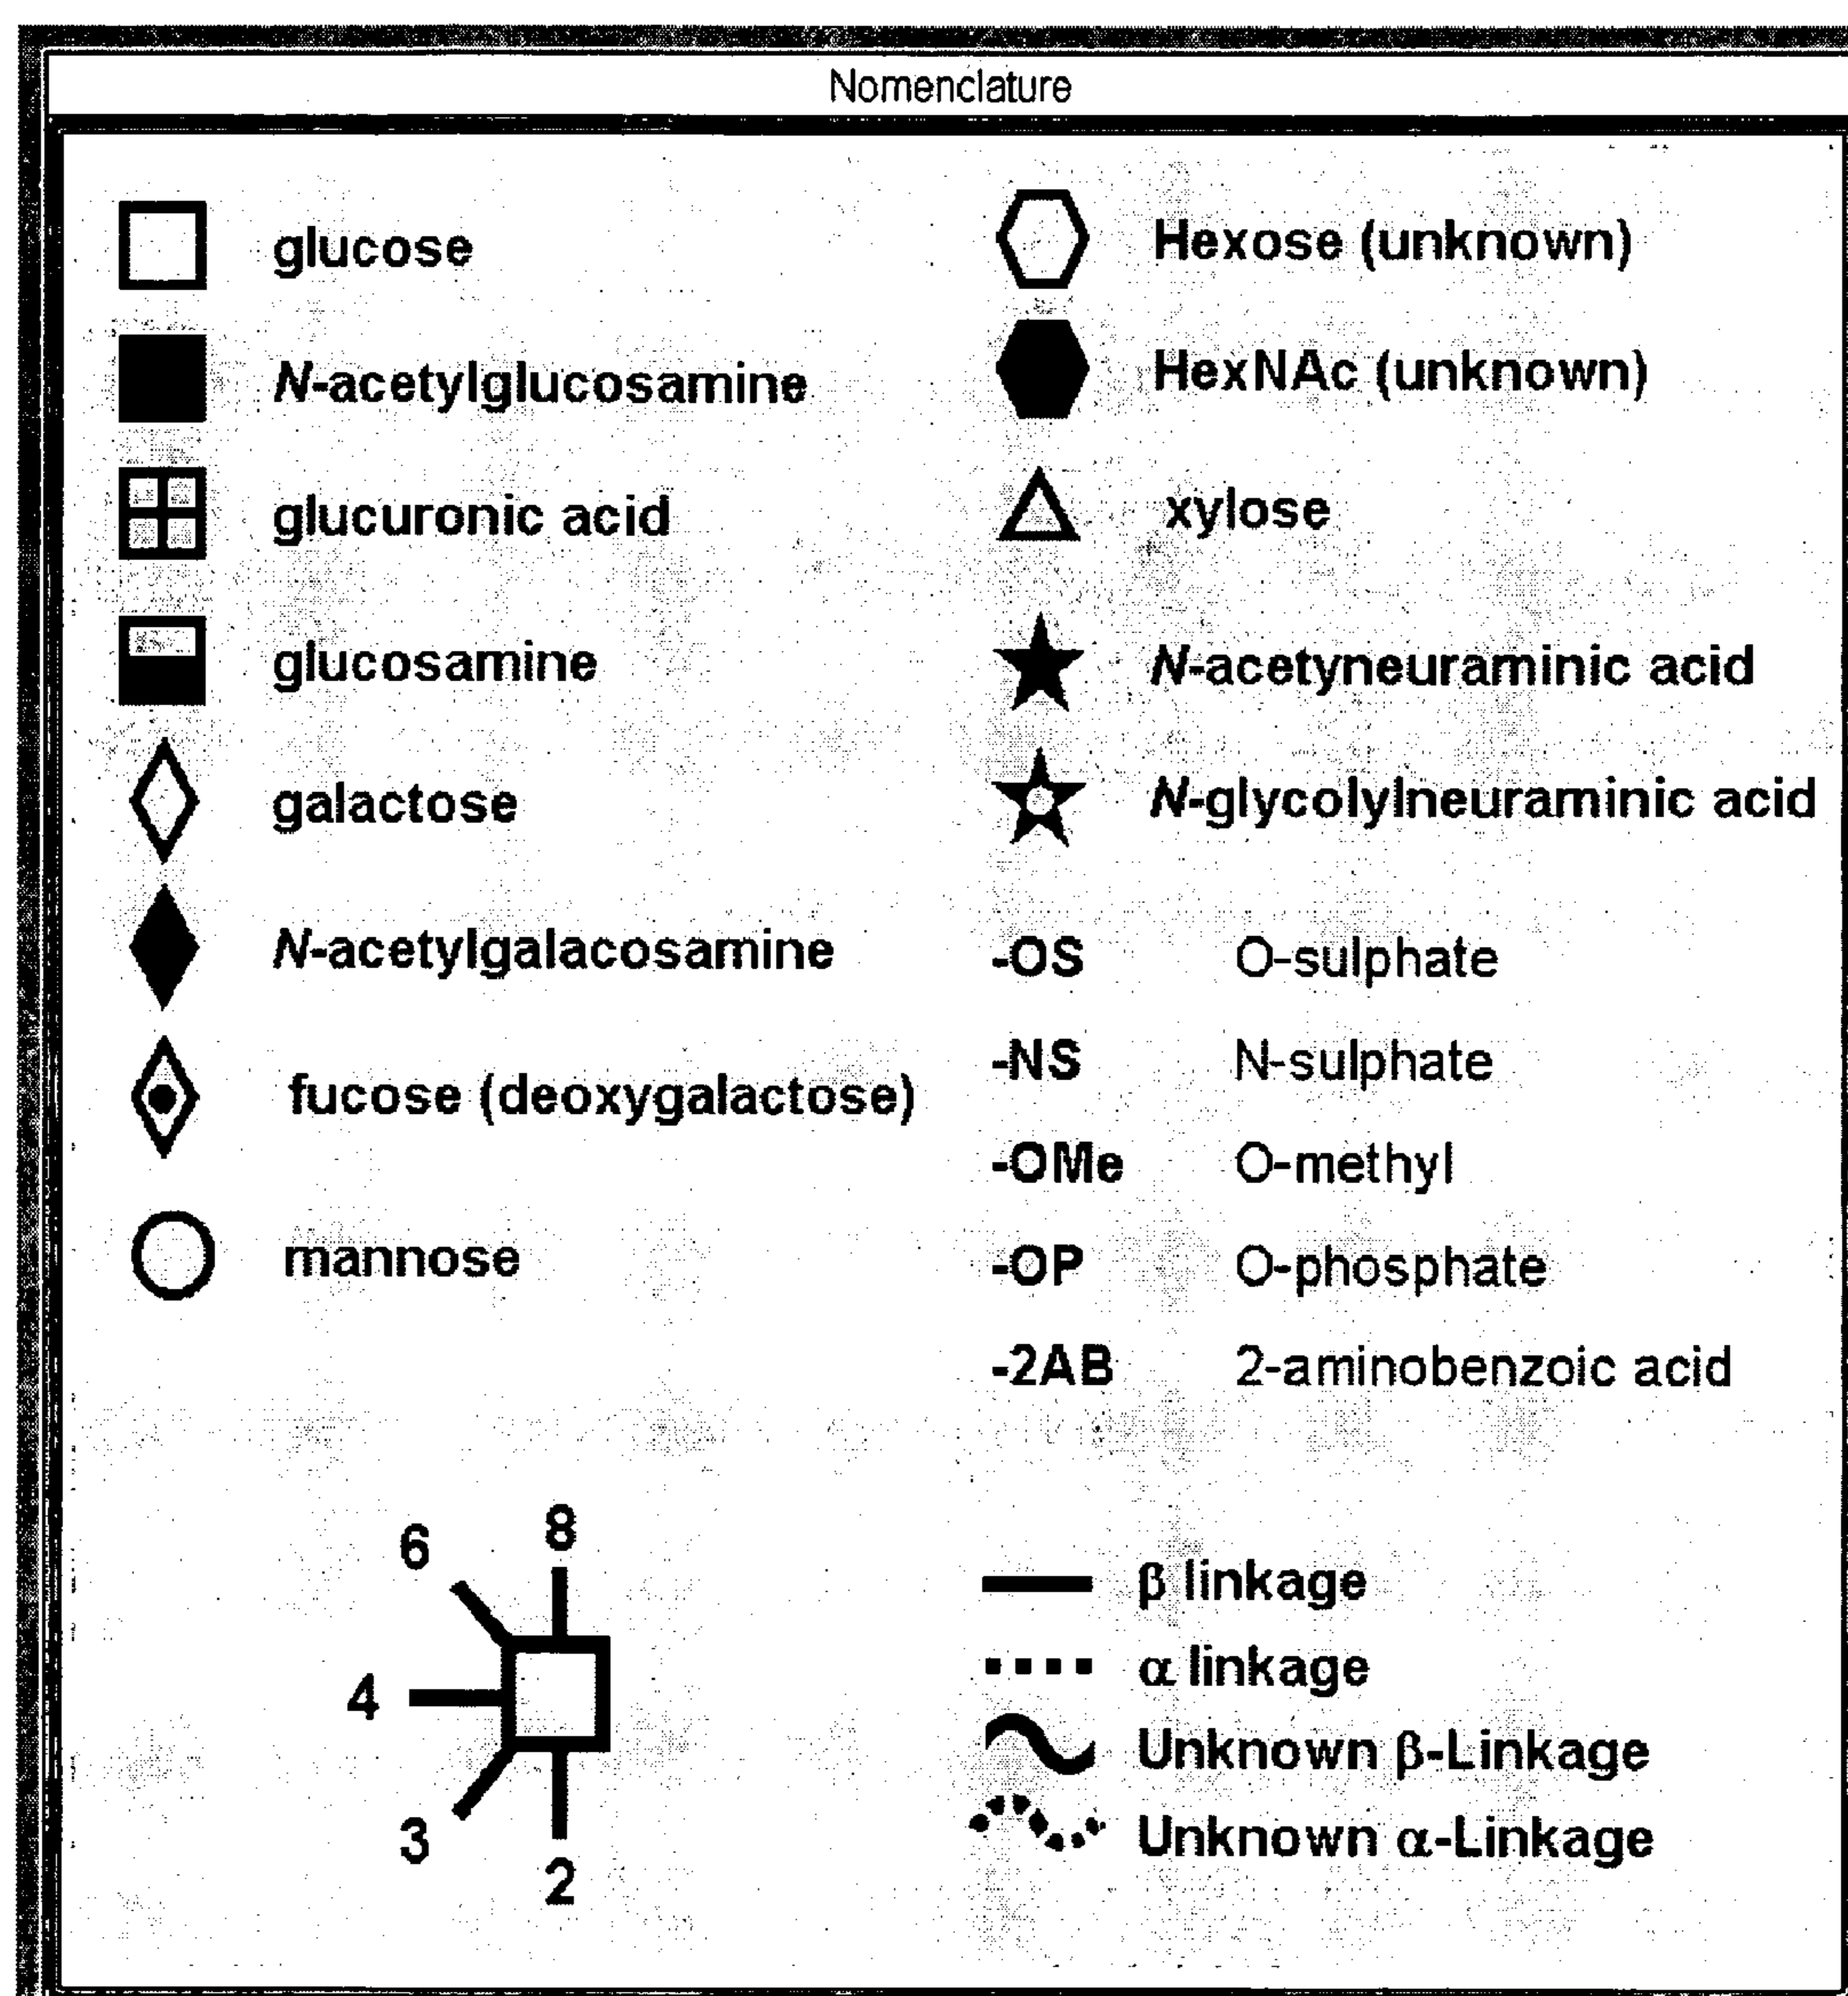 Nomenclature
glucose
N-acetylglucosamine
glucuronic acid
glucosamine
galactose
N-acetylgalacosamine
fucose (deoxygalactose)
mannose
Hexose (unknown)
HexNAc (unknown)
xylose
N-acetyneuraminic acid
N-glycolylneuraminic acid
-OS O-sulphate
-NS N-sulphate
-OMe O-methyl
-OP O-phosphate
-2AB 2-aminobenzoic acid
6 8
4
3
2
β linkage
α linkage
Unknown β-Linkage
Unknown α-Linkage